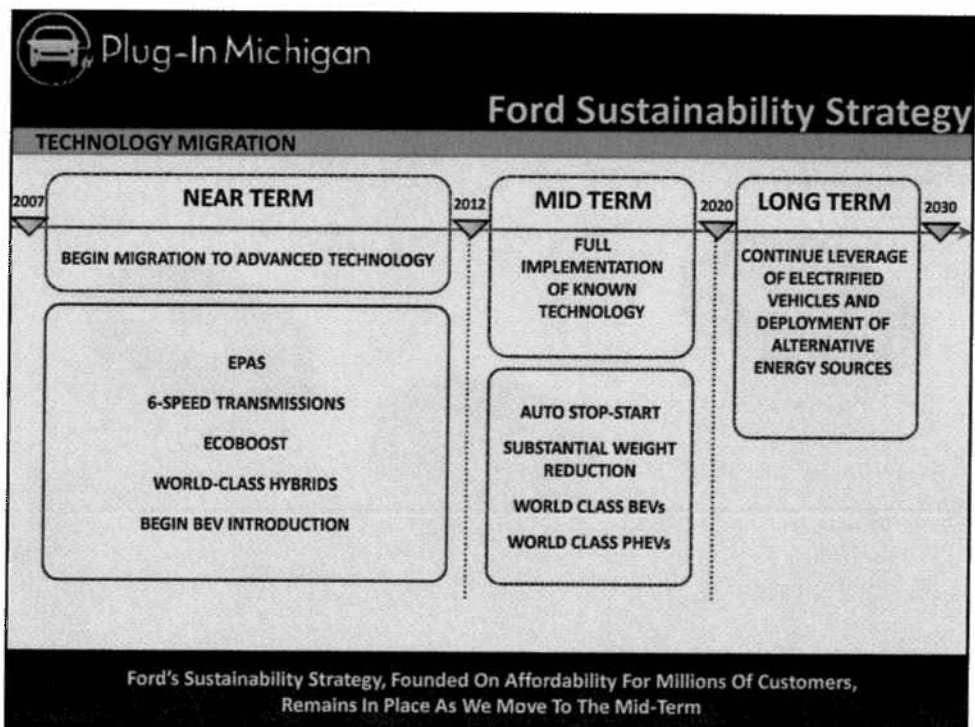 Plug-In Michigan
Ford Sustainability Strategy
TECHNOLOGY MIGRATION
2007
NEAR TERM
2012
MID TERM
2020
LONG TERM
2030
BEGIN MIGRATION TO ADVANCED TECHNOLOGY
FULL
IMPLEMENTATION
OF KNOWN
TECHNOLOGY
CONTINUE LEVERAGE
OF ELECTRIFIED
VEHICLES AND
DEPLOYMENT OF
ALTERNATIVE
ENERGY SOURCES
EPAS
6-SPEED TRANSMISSIONS
ECOBOOST
WORLD-CLASS HYBRIDS
BEGIN BEV INTRODUCTION
AUTO STOP-START
SUBSTANTIAL WEIGHT
REDUCTION
WORLD CLASS BEVs
WORLD CLASS PHEVs
Ford's Sustainability Strategy, Founded On Affordability For Millions Of Customers,
Remains In Place As We Move To The Mid-Term